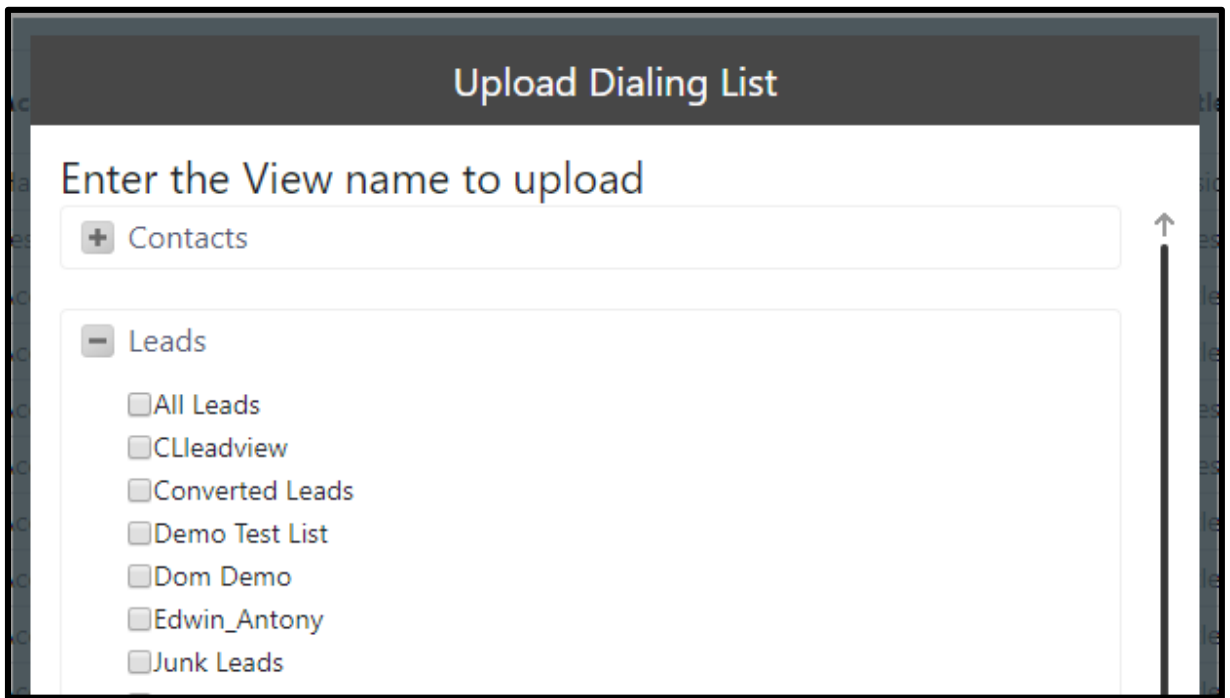 Upload Dialing List
Enter the View name to upload
Contacts
Leads
All Leads
CLleadview
Converted Leads
Demo Test List
Dom Demo
Edwin_Antony
Junk Leads